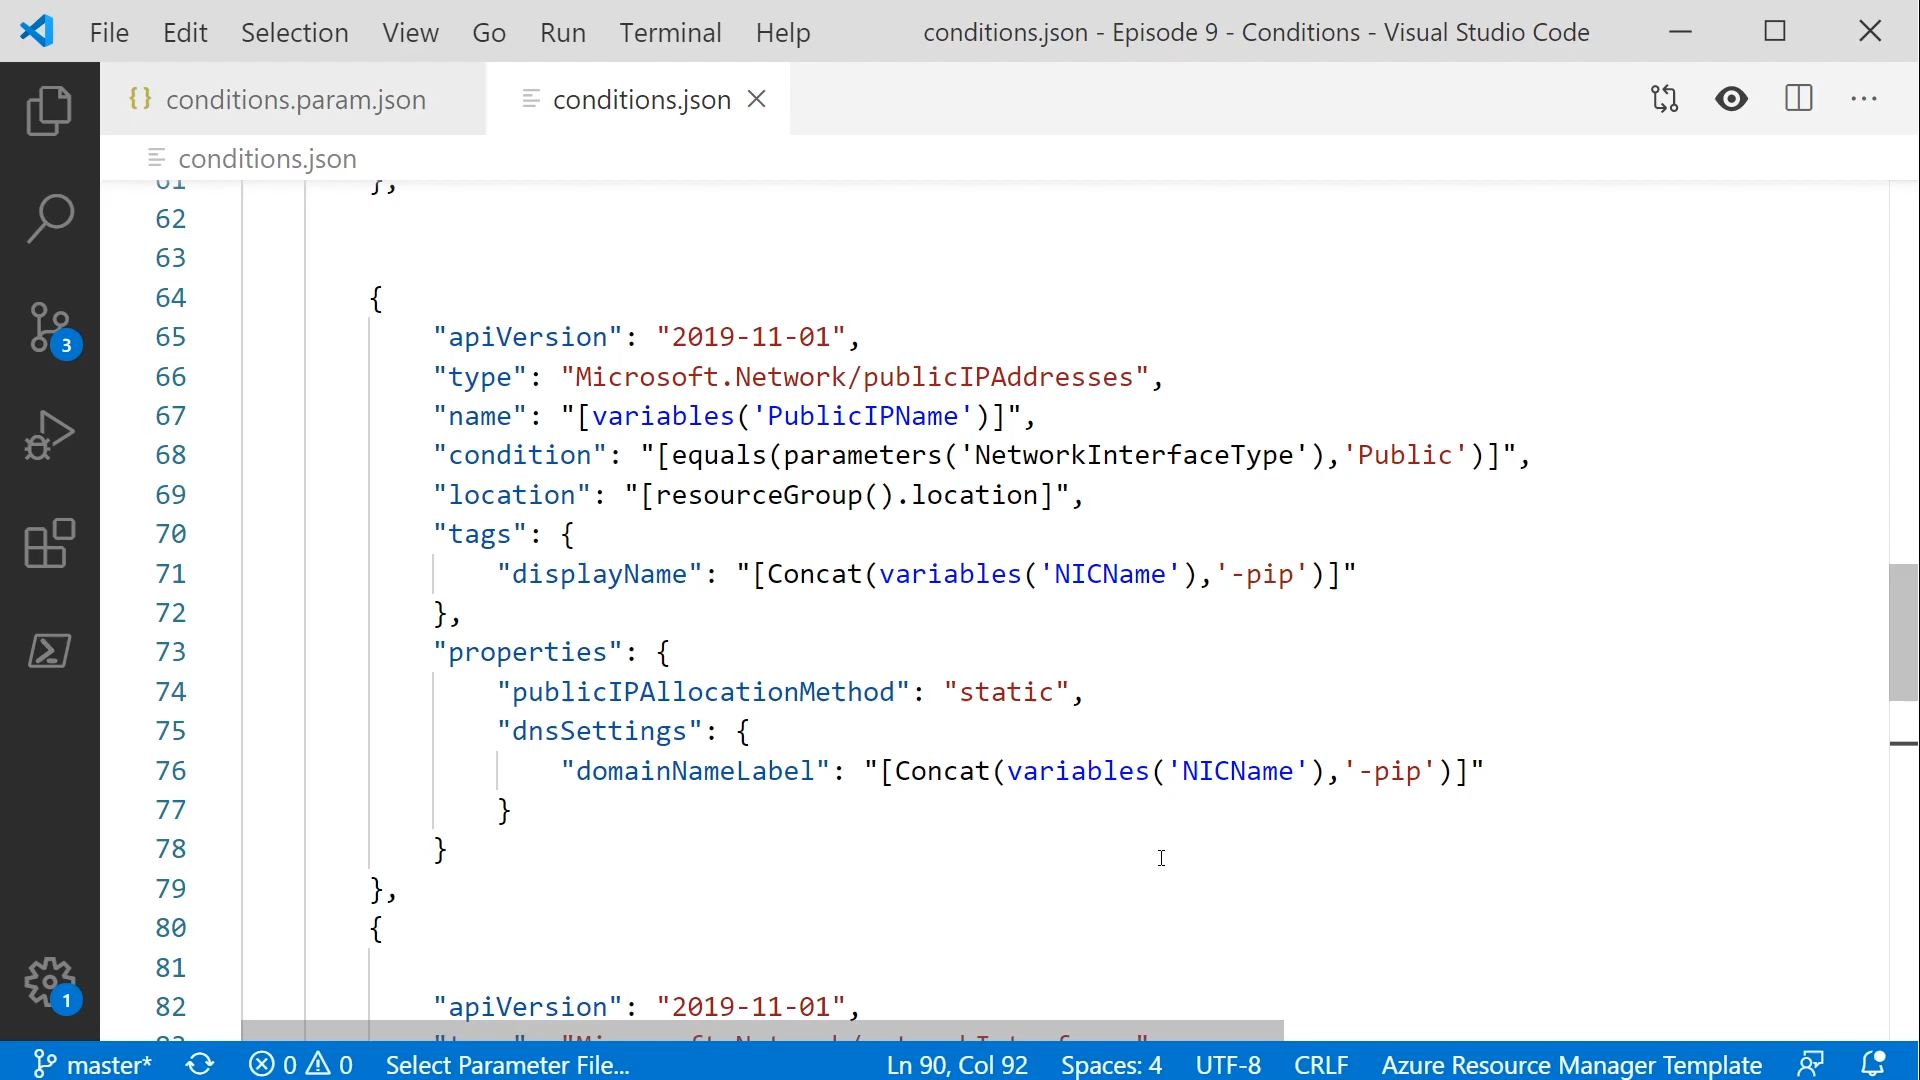 File Edit Selection View Go Run Terminal Help conditions.json - Episode 9 - Conditions - Visual Studio Code
{} conditions.param.json conditions.json
conditions.json
61 },
62
63
64 {
65 "apiVersion": "2019-11-01",
66 "type": "Microsoft.Network/publicIPAddresses",
67 "name": "[variables('PublicIPName')]",
68 "condition": "[equals(parameters('NetworkInterfaceType'),'Public')]",
69 "location": "[resourceGroup().location]",
70 "tags": {
71 "displayName": "[Concat(variables('NICName'),'-pip')]"
72 },
73 "properties": {
74 "publicIPAllocationMethod": "static",
75 "dnsSettings": {
76 "domainNameLabel": "[Concat(variables('NICName'),'-pip')]"
77 }
78 }
79 },
80 {
81
82 "apiVersion": "2019-11-01",
3
1
master* 0 0 Select Parameter File... Ln 90, Col 92 Spaces: 4 UTF-8 CRLF Azure Resource Manager Template